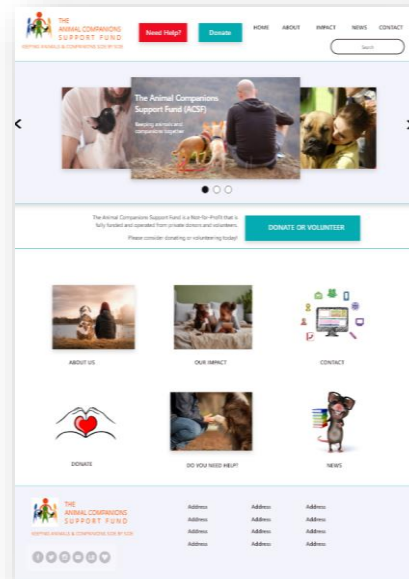 THE
ANIMAL COMPANIONS
SUPPORT FUND
KEEPING ANIMALS & COMPANIONS SIDE BY SIDE
Need Help?
Donate
HOME ABOUT IMPACT NEWS CONTACT
Search
The Animal Companions
Support Fund (ACSF)
Keeping animals and
companions together.
The Animal Companions Support Fund is a Not-for-Profit that is
fully funded and operated from private donors and volunteers.
Please consider donating or volunteering today!
DONATE OR VOLUNTEER
ABOUT US
OUR IMPACT
CONTACT
DONATE
DO YOU NEED HELP?
NEWS
THE
ANIMAL COMPANIONS
SUPPORT FUND
KEEPING ANIMALS & COMPANIONS SIDE BY SIDE
Address Address Address
Address Address Address
Address Address Address
Address Address Address